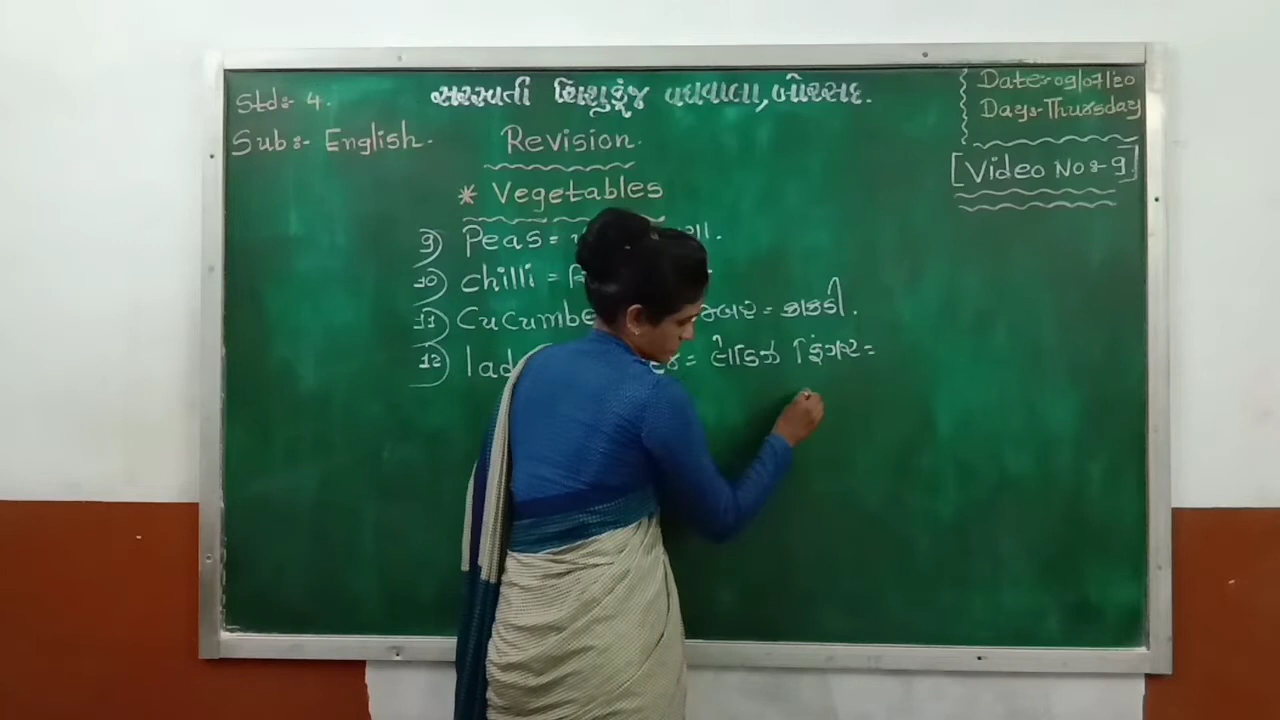 Std:- 4.
સરસ્વતી શિશુકુંજ વઘવાલા, બોરસદ.
Date:- 09/07/20
Day:- Thursday
Sub:- English.
Revision.
[Video No:- 9]
* Vegetables
9) Peas =
10) chilli =
11) Cucumbe = કાકડી.
12) lad = લેડિઝ ફિંગર =